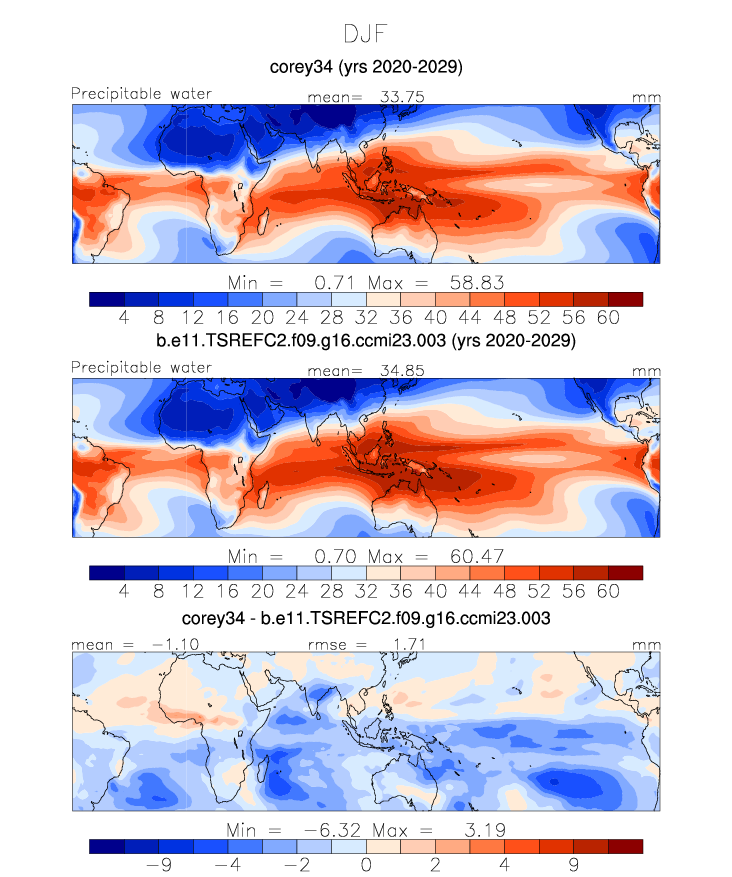 DJF
corey34 (yrs 2020-2029)
Precipitable water mean= 33.75 mm
Min = 0.71 Max = 58.83
4 8 12 16 20 24 28 32 36 40 44 48 52 56 60
b.e11.TSREFC2.f09.g16.ccmi23.003 (yrs 2020-2029)
Precipitable water mean= 34.85 mm
Min = 0.70 Max = 60.47
4 8 12 16 20 24 28 32 36 40 44 48 52 56 60
corey34 - b.e11.TSREFC2.f09.g16.ccmi23.003
mean = -1.10 rmse = 1.71 mm
Min = -6.32 Max = 3.19
-9 -4 -2 0 2 4 9